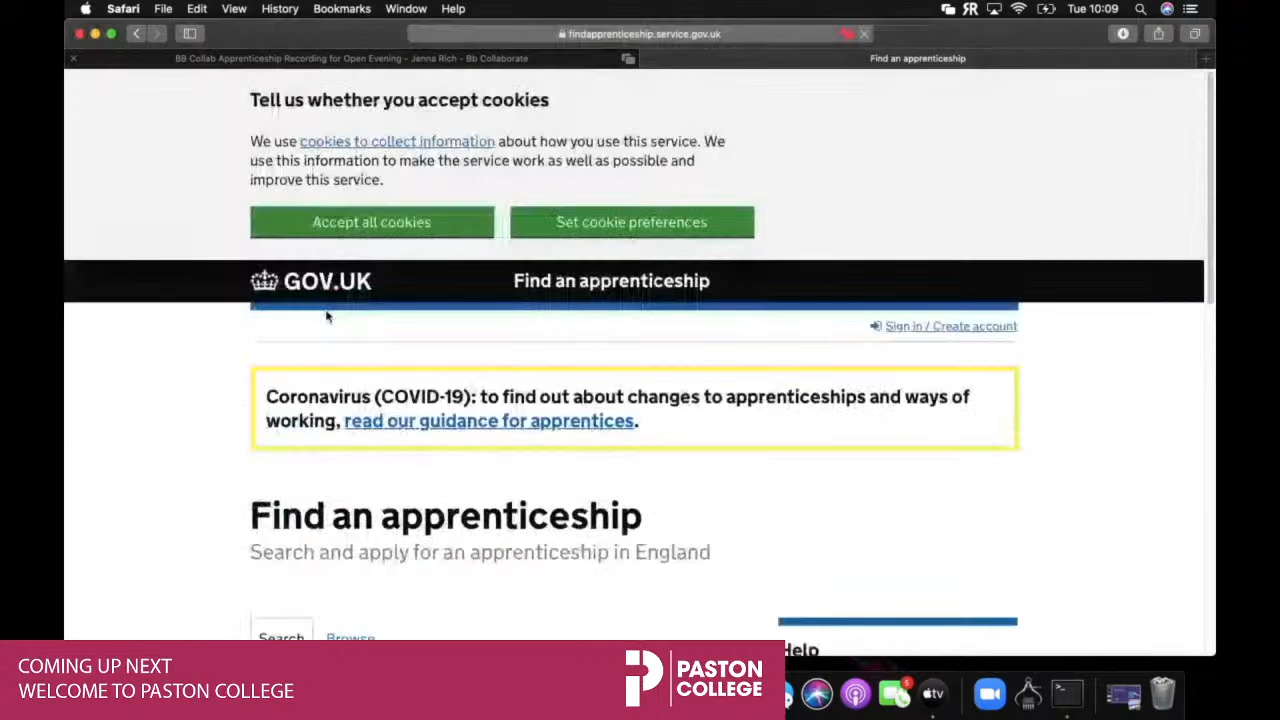 Safari File Edit View History Bookmarks Window Help Tue 10:09
findapprenticeship.service.gov.uk
BB Collab Apprenticeship Recording for Open Evening – Jenna Rich - Bb Collaborate
Find an apprenticeship
Tell us whether you accept cookies
We use cookies to collect information about how you use this service. We
use this information to make the service work as well as possible and
improve this service.
Accept all cookies Set cookie preferences
GOV.UK Find an apprenticeship
Sign in / Create account
Coronavirus (COVID-19): to find out about changes to apprenticeships and ways of
working, read our guidance for apprentices.
Find an apprenticeship
Search and apply for an apprenticeship in England
Search Browse
Help
COMING UP NEXT
WELCOME TO PASTON COLLEGE
PASTON
COLLEGE
tv